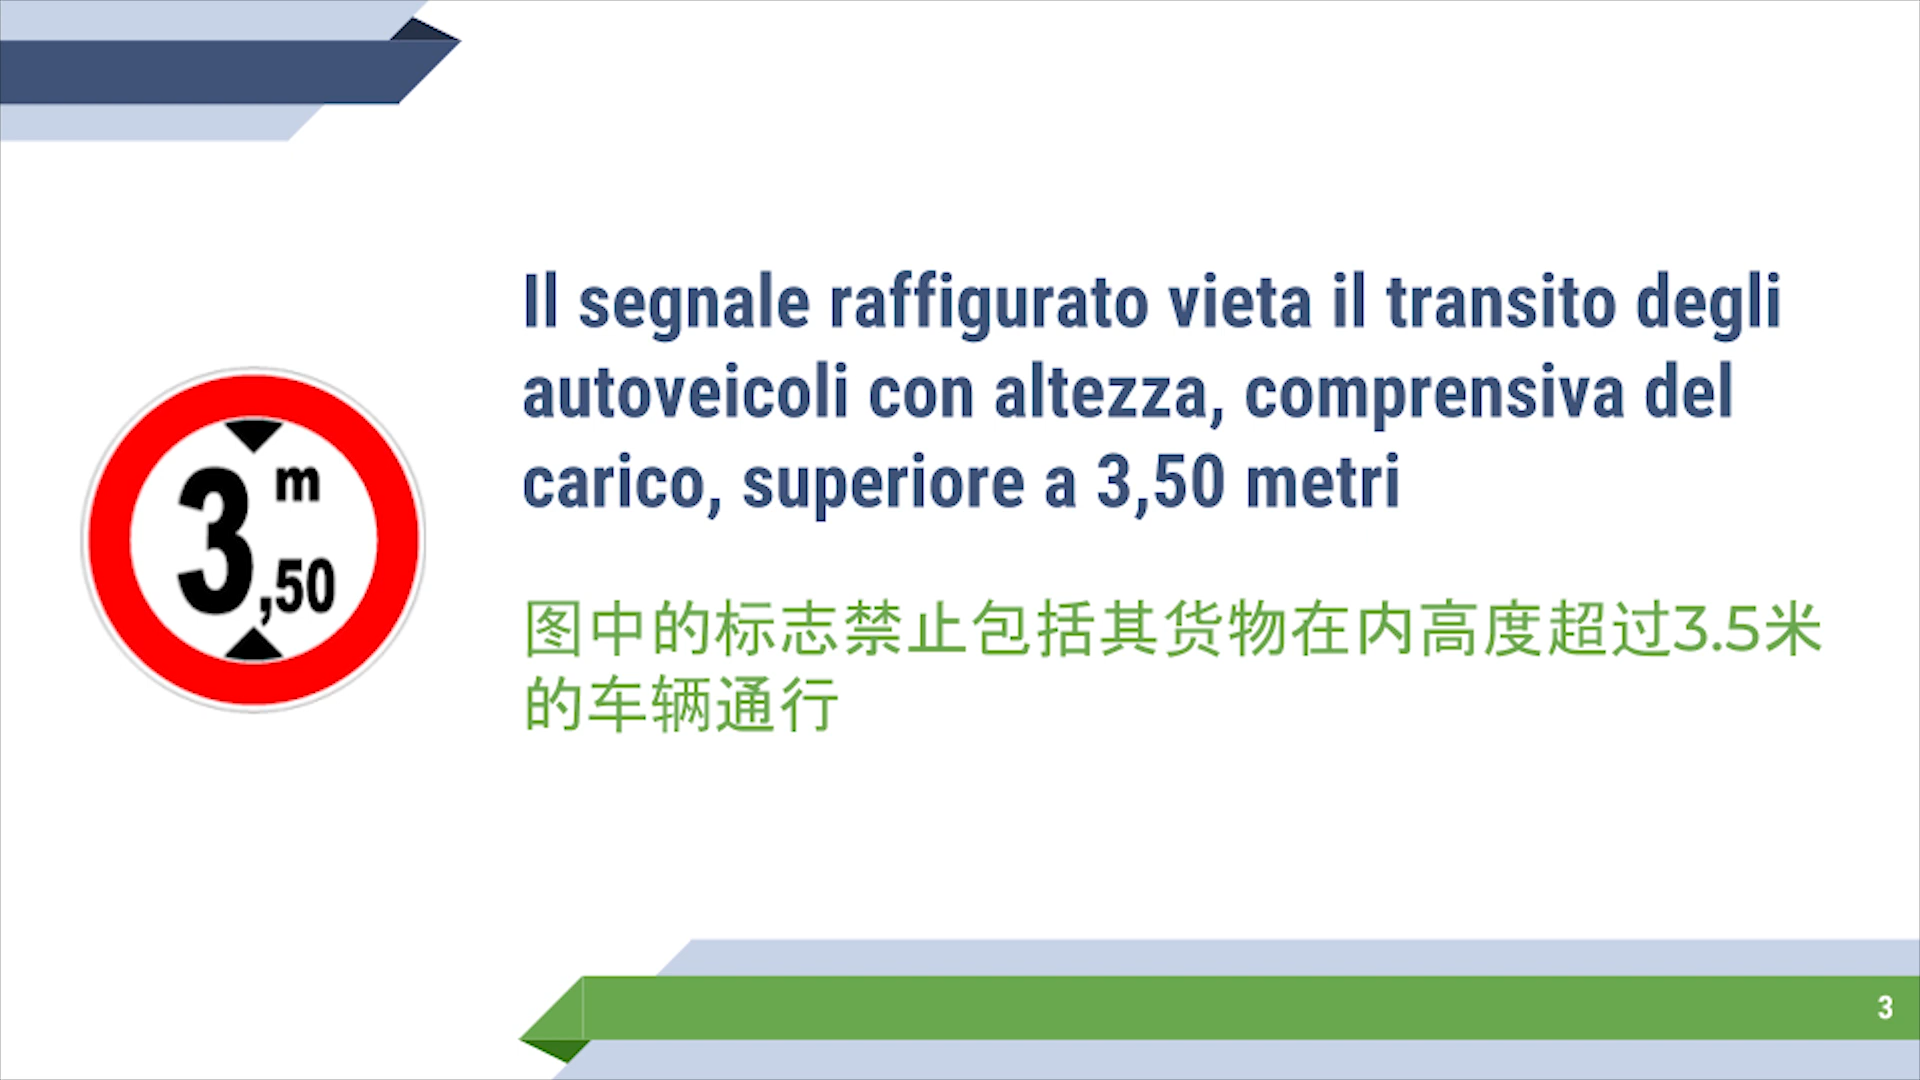 Il segnale raffigurato vieta il transito degli
autoveicoli con altezza, comprensiva del
carico, superiore a 3,50 metri
m
3,50
图中的标志禁止包括其货物在内高度超过3.5米
的车辆通行
3